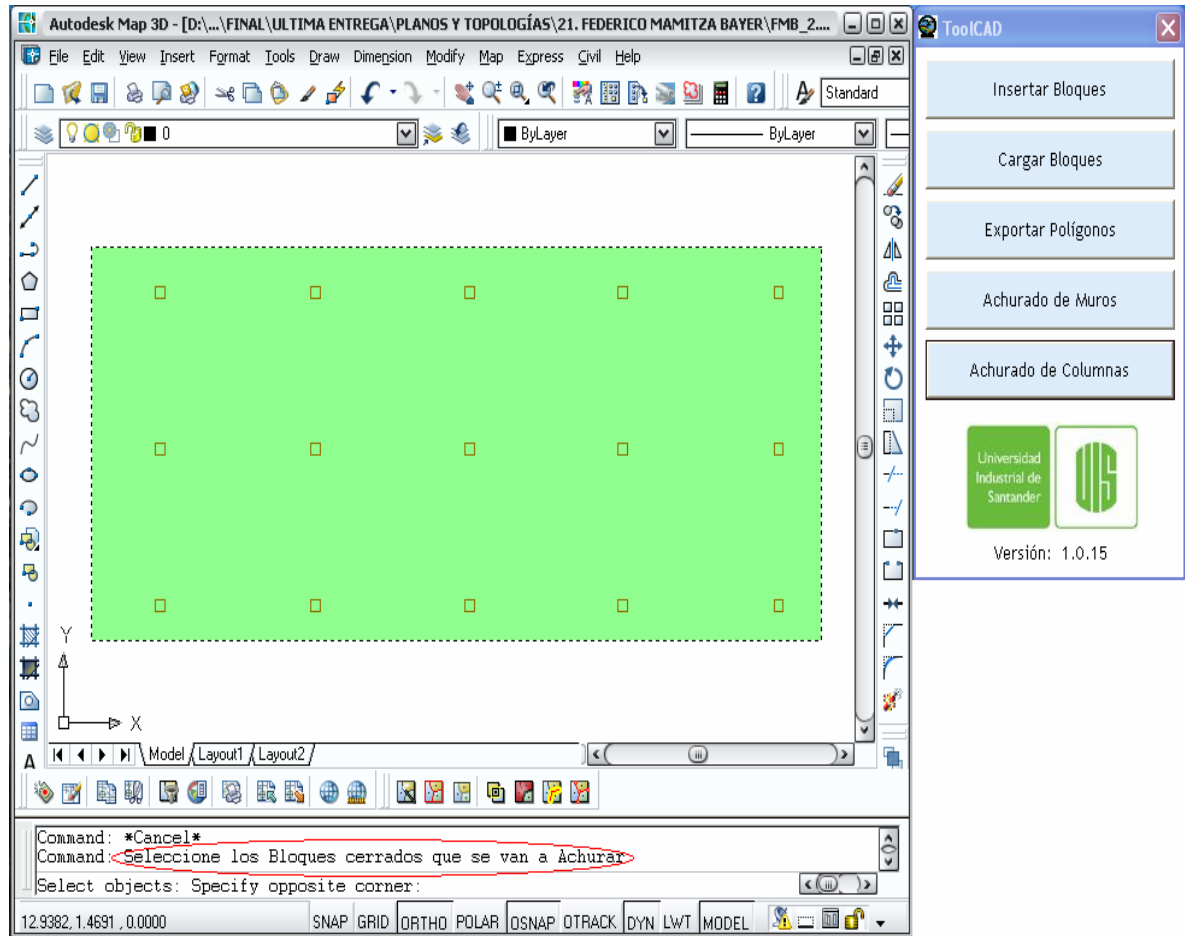 Autodesk Map 3D - [D:\...\FINAL\ULTIMA ENTREGA\PLANOS Y TOPOLOGÍAS\21. FEDERICO MAMITZA BAYER\FMB_2....
File Edit View Insert Format Tools Draw Dimension Modify Map Express Civil Help
Standard
0
ByLayer
ByLayer
Y
X
Model
Layout1
Layout2
Command: *Cancel*
Command: Seleccione los Bloques cerrados que se van a Achurar
Select objects: Specify opposite corner:
12.9382, 1.4691 , 0.0000
SNAP GRID ORTHO POLAR OSNAP OTRACK DYN LWT MODEL
ToolCAD
Insertar Bloques
Cargar Bloques
Exportar Polígonos
Achurado de Muros
Achurado de Columnas
Universidad
Industrial de
Santander
UIS
Versión: 1.0.15